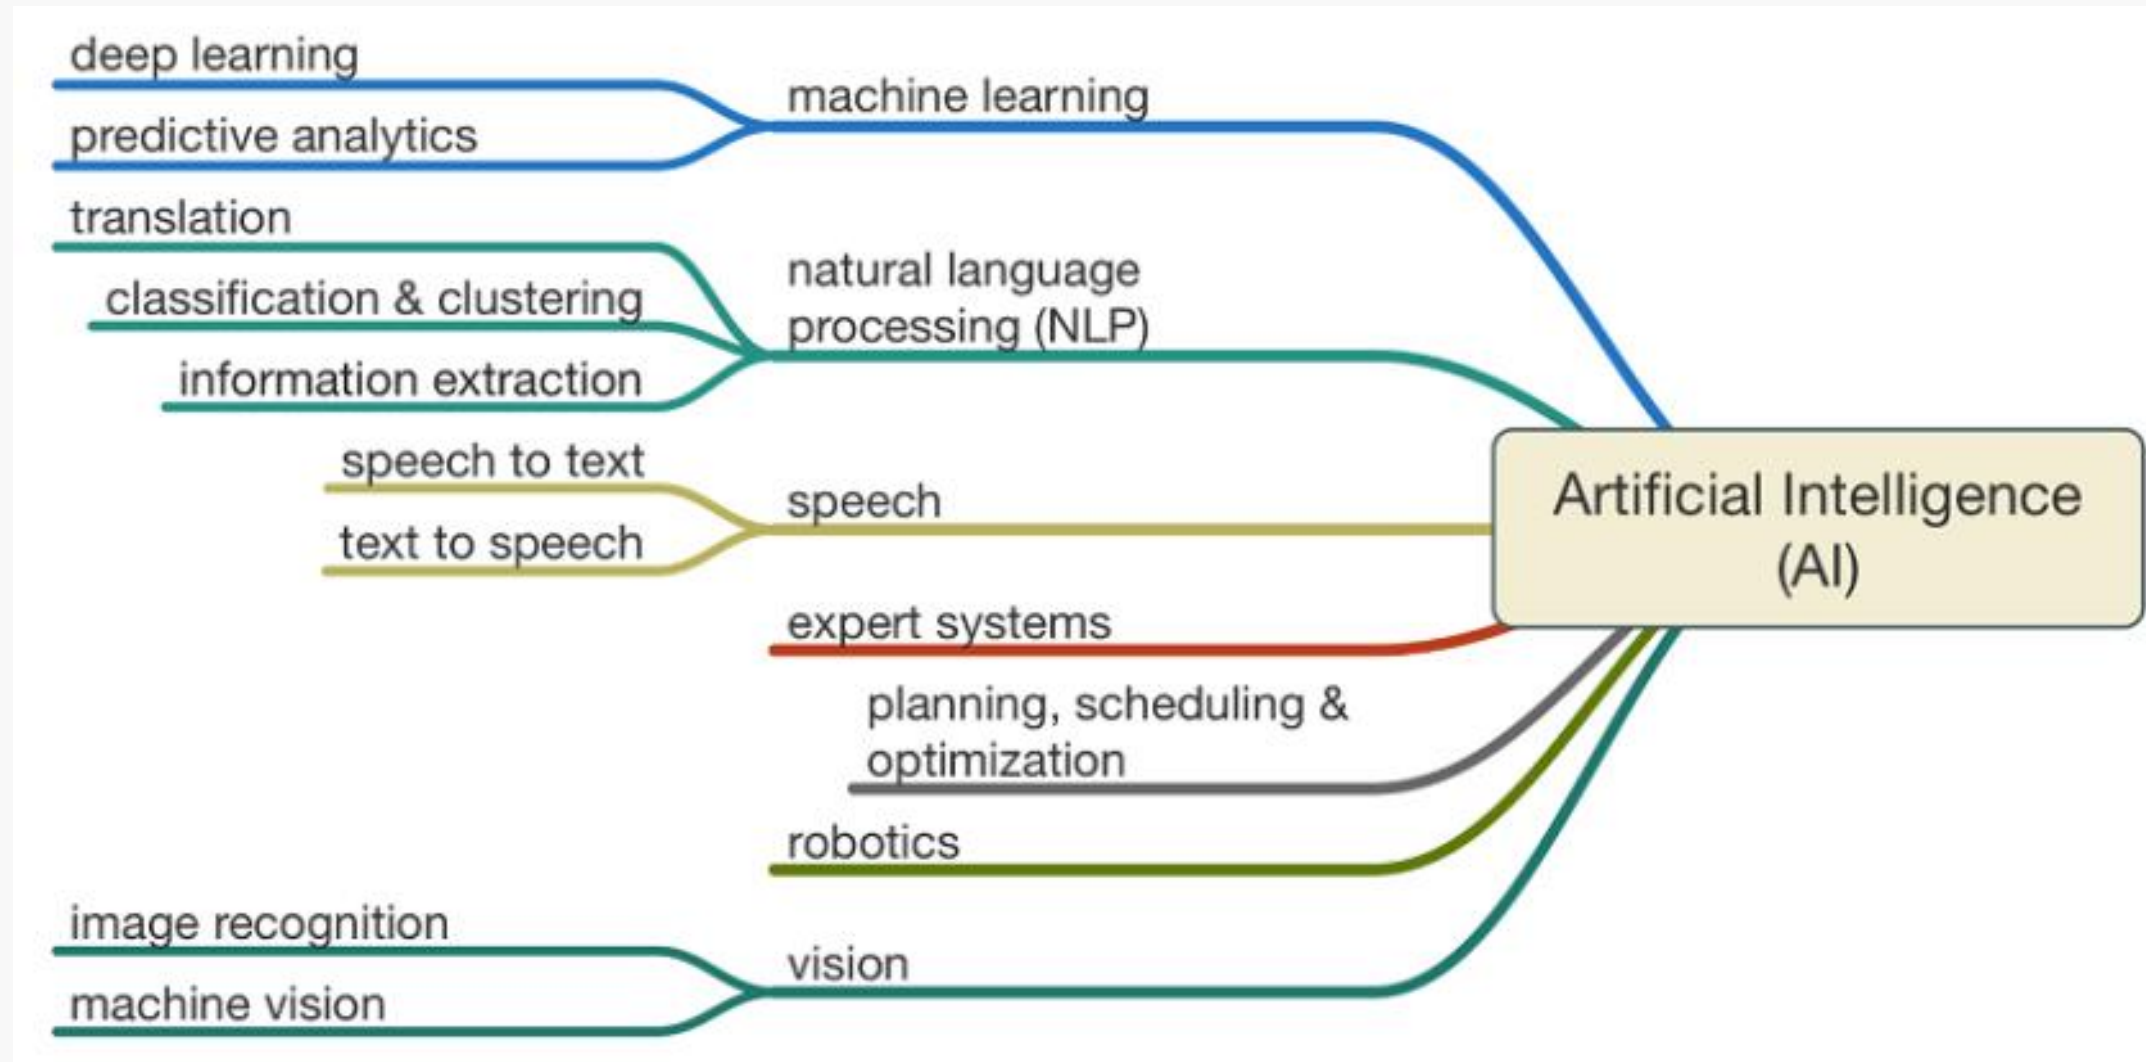 deep learning
machine learning
predictive analytics
translation
natural language
processing (NLP)
classification & clustering
information extraction
speech to text
speech
text to speech
Artificial Intelligence
(AI)
expert systems
planning, scheduling &
optimization
robotics
image recognition
vision
machine vision